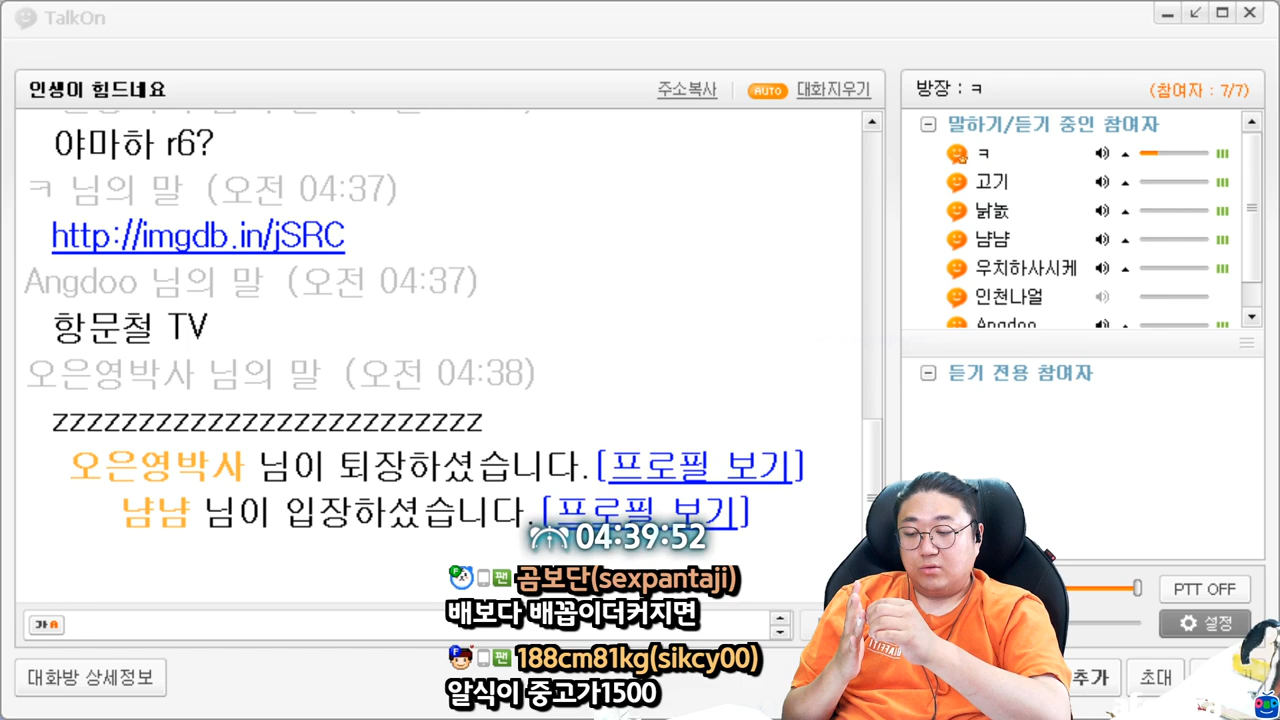 TalkOn
인생이 힘드네요
주소복사
AUTO
대화지우기
야마하 r6?
ㅋ 님의 말 (오전 04:37)
http://imgdb.in/jSRC
Angdoo 님의 말 (오전 04:37)
항문철 TV
오은영박사 님의 말 (오전 04:38)
zzzzzzzzzzzzzzzzzzzzzzzzz
오은영박사 님이 퇴장하셨습니다.[프로필 보기]
냠냠 님이 입장하셨습니다.[프로필 보기]
가A
대화방 상세정보
방장 : ㅋ
(참여자 : 7/7)
말하기/듣기 중인 참여자
ㅋ
고기
낡놊
냠냠
우치하사시케
인천나얼
Angdoo
듣기 전용 참여자
PTT OFF
설정
추가
초대
04:39:52
팬 곰보단(sexpantaji)
배보다 배꼽이더커지면
팬 188cm81kg(sikcy00)
알식이 중고가1500